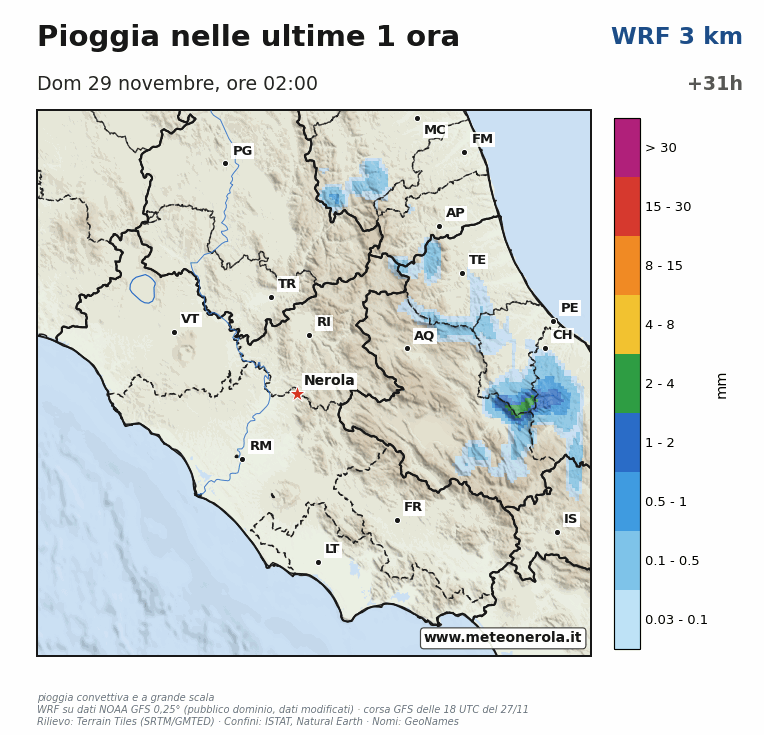 Pioggia nelle ultime 1 ora
WRF 3 km
Dom 29 novembre, ore 02:00
+31h
MC
FM
PG
AP
TE
TR
PE
VT
RI
AQ
CH
Nerola
RM
FR
IS
LT
www.meteonerola.it
> 30
15 - 30
8 - 15
4 - 8
2 - 4
1 - 2
0.5 - 1
0.1 - 0.5
0.03 - 0.1
mm
pioggia convettiva e a grande scala
WRF su dati NOAA GFS 0,25° (pubblico dominio, dati modificati) · corsa GFS delle 18 UTC del 27/11
Rilievo: Terrain Tiles (SRTM/GMTED) · Confini: ISTAT, Natural Earth · Nomi: GeoNames